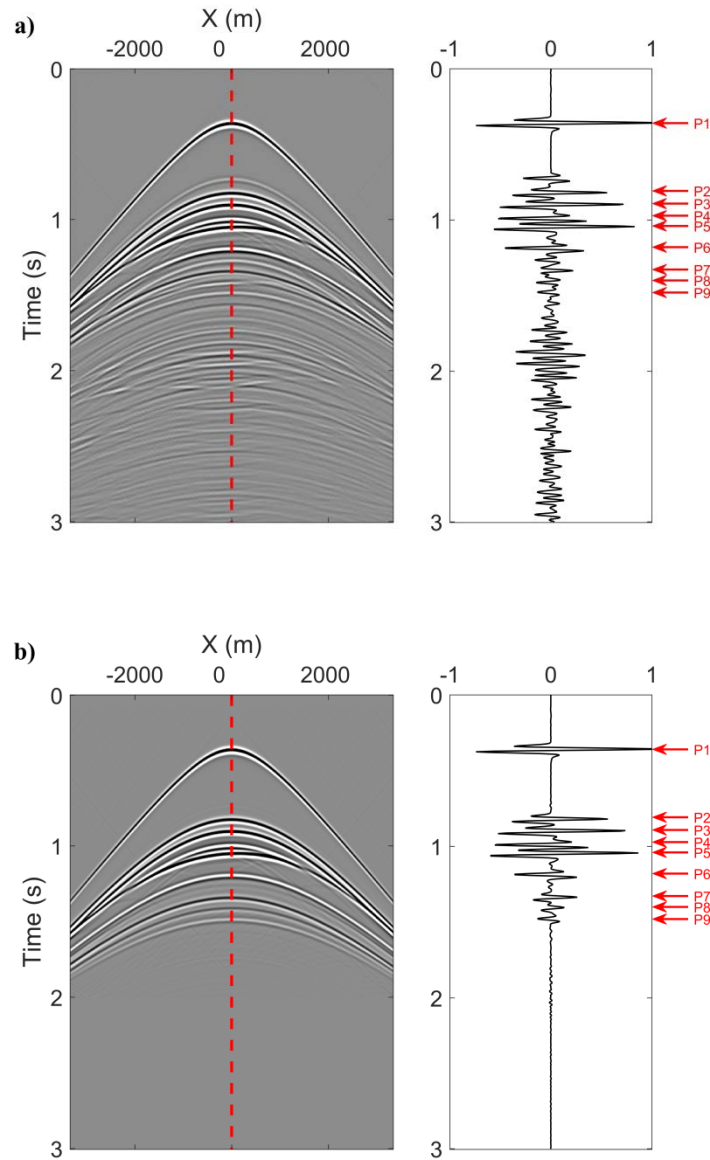 a)
X (m)
-2000 0 2000
-1 0 1
0
1
2
3
Time (s)
0
1
2
3
P1
P2
P3
P4
P5
P6
P7
P8
P9
b)
X (m)
-2000 0 2000
-1 0 1
0
1
2
3
Time (s)
0
1
2
3
P1
P2
P3
P4
P5
P6
P7
P8
P9